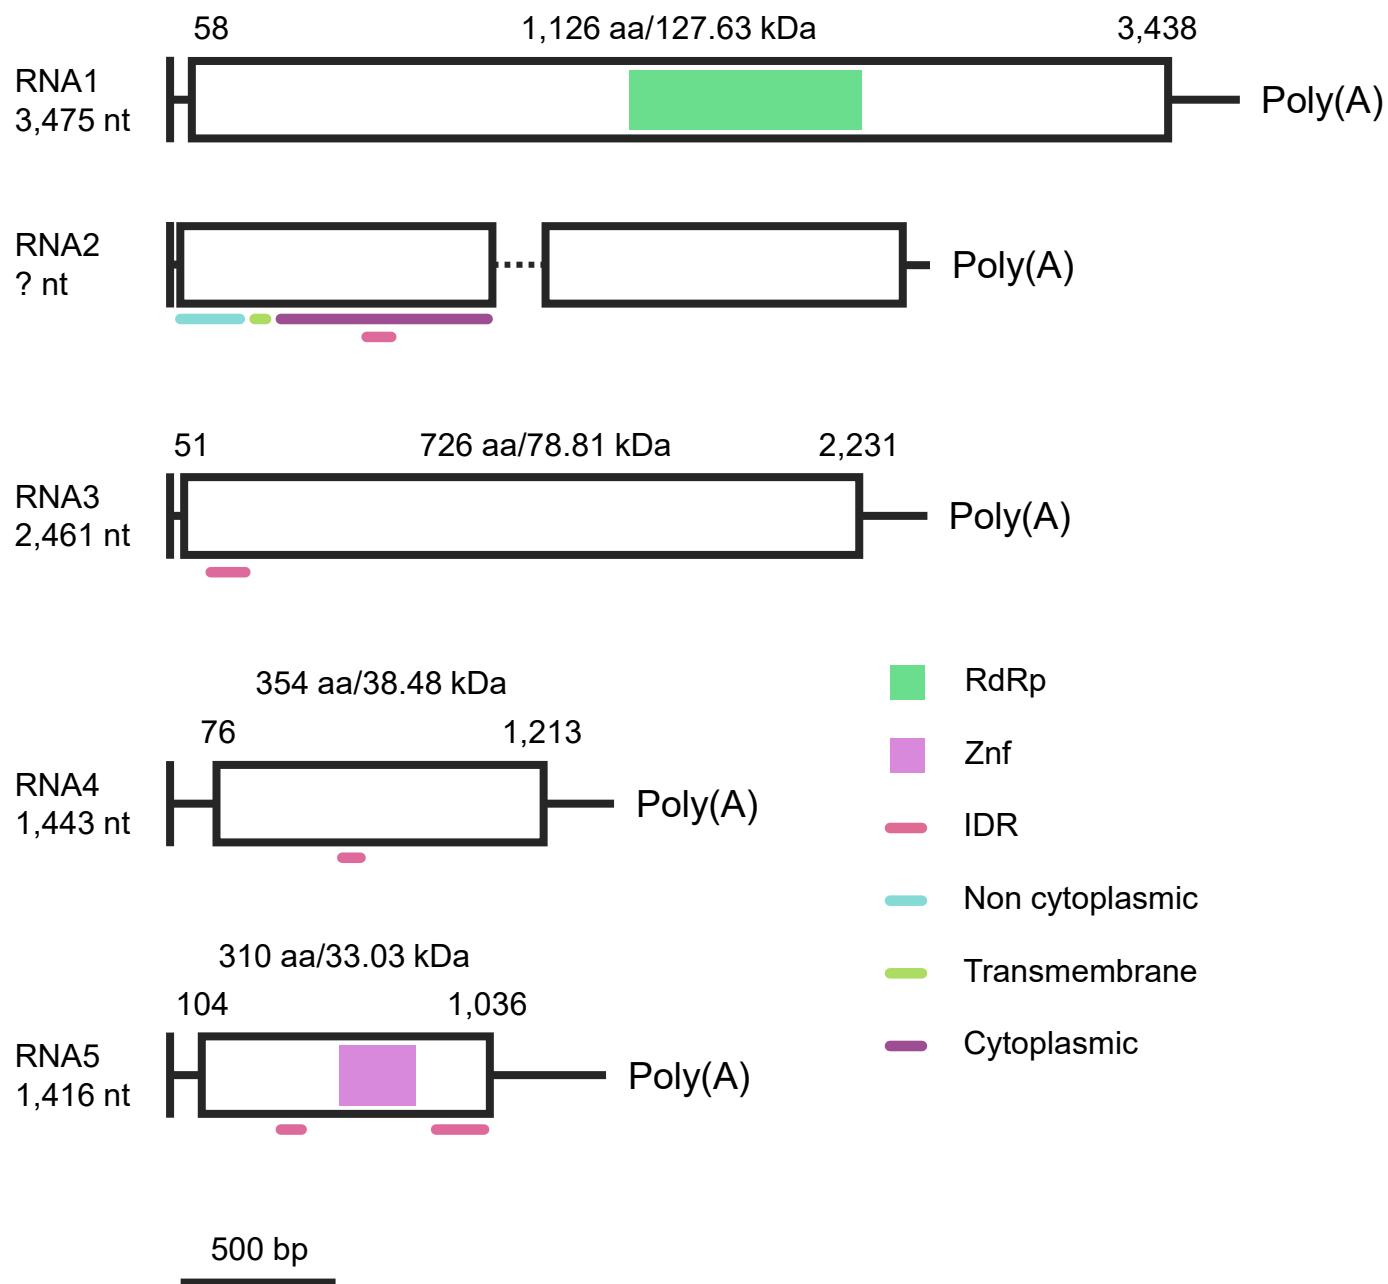 58 1,126 aa/127.63 kDa 3,438
RNA1
3,475 nt
Poly(A)
RNA2
? nt
Poly(A)
51 726 aa/78.81 kDa 2,231
RNA3
2,461 nt
Poly(A)
354 aa/38.48 kDa
76 1,213
RNA4
1,443 nt
Poly(A)
310 aa/33.03 kDa
104 1,036
RNA5
1,416 nt
Poly(A)
RdRp
Znf
IDR
Non cytoplasmic
Transmembrane
Cytoplasmic
500 bp